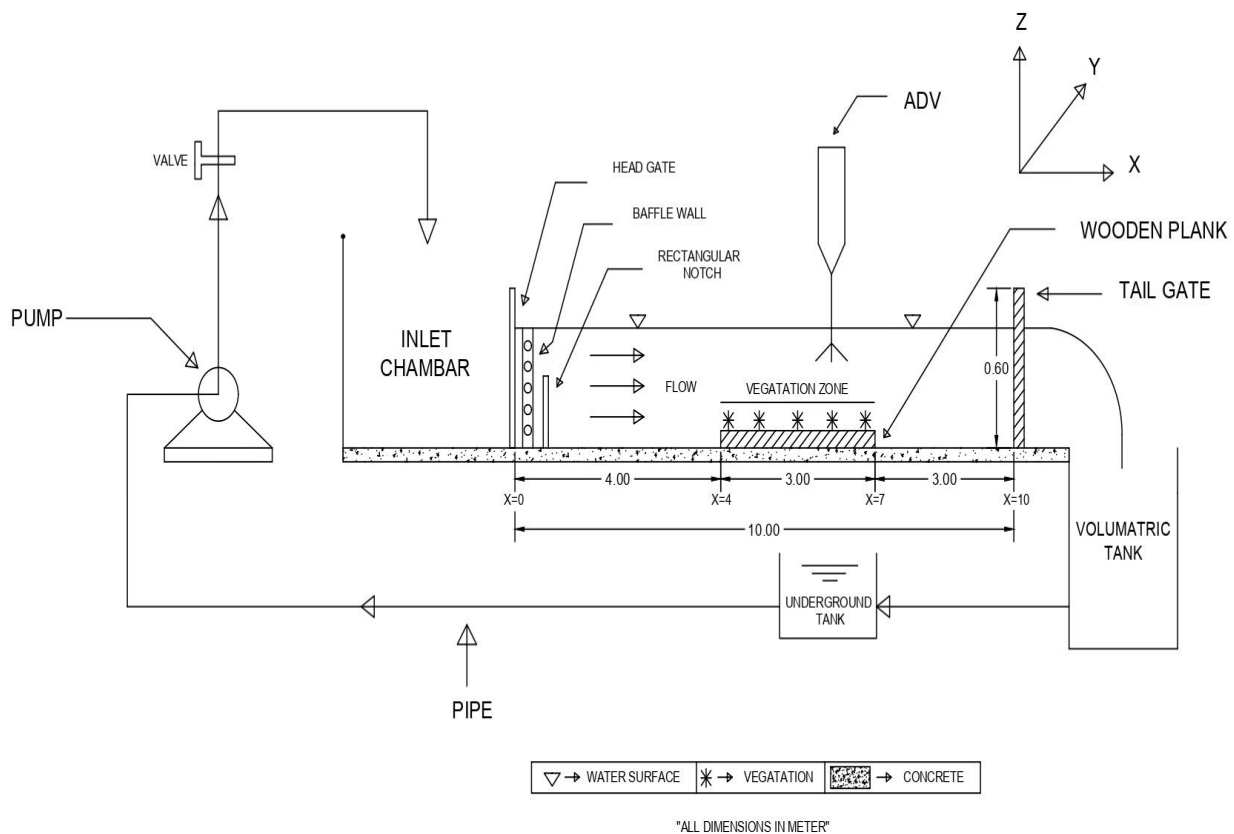 Z
Y
X
ADV
VALVE
HEAD GATE
BAFFLE WALL
RECTANGULAR
NOTCH
WOODEN PLANK
TAIL GATE
PUMP
INLET
CHAMBAR
FLOW
VEGATATION ZONE
0.60
4.00
3.00
3.00
X=0
X=4
X=7
X=10
10.00
VOLUMATRIC
TANK
UNDERGROUND
TANK
PIPE
WATER SURFACE
VEGATATION
CONCRETE
"ALL DIMENSIONS IN METER"